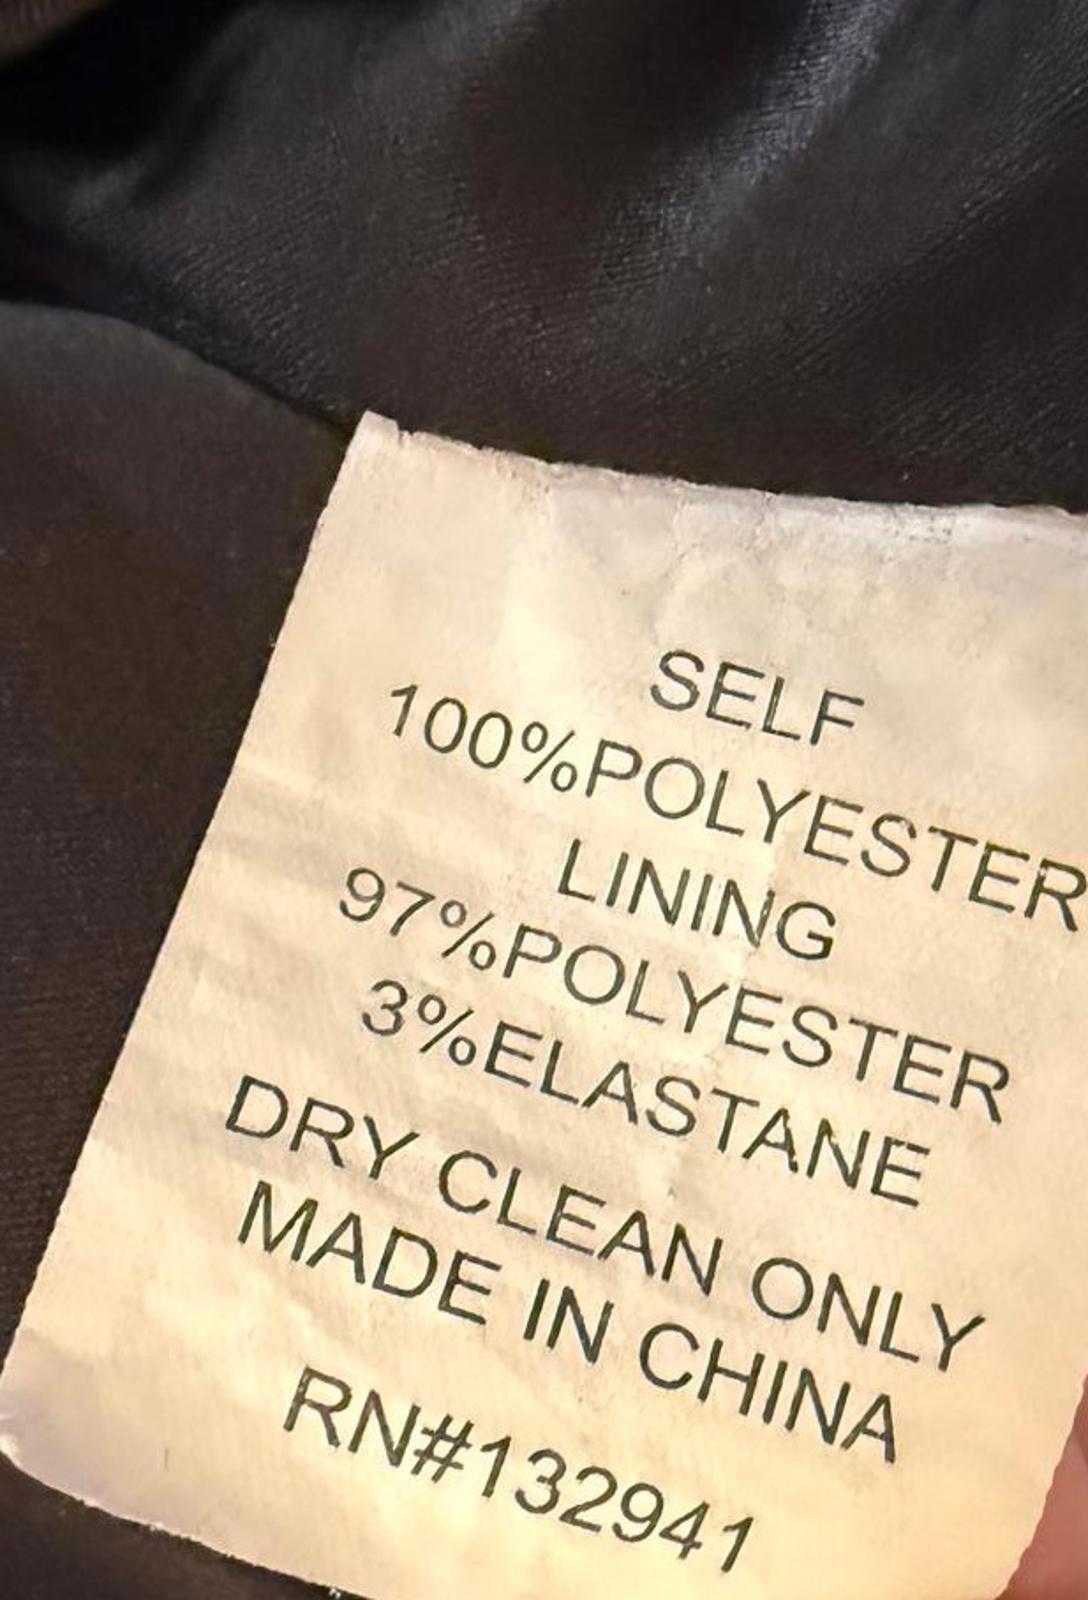 SELF
100%POLYESTER
LINING
97%POLYESTER
3%ELASTANE
DRY CLEAN ONLY
MADE IN CHINA
RN#132941